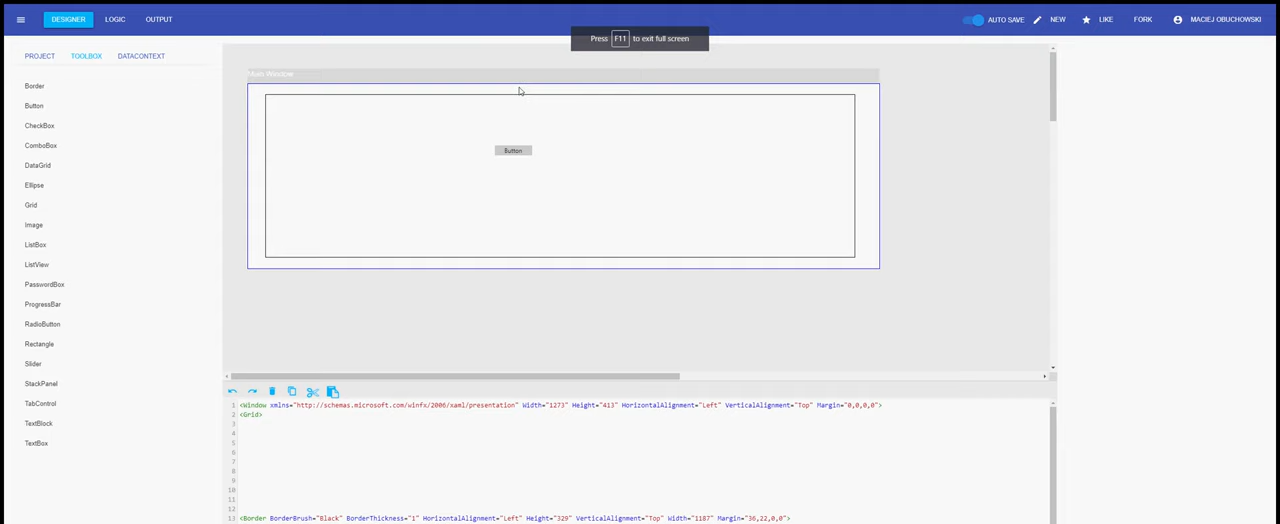 DESIGNER LOGIC OUTPUT AUTO SAVE NEW LIKE FORK MACIEJ OBUCHOWSKI
Press F11 to exit full screen
PROJECT TOOLBOX DATACONTEXT
Main Window
Border
Button
CheckBox
ComboBox
DataGrid
Ellipse
Grid
Image
ListBox
ListView
PasswordBox
ProgressBar
RadioButton
Rectangle
Slider
StackPanel
TabControl
TextBlock
TextBox
Button
1 <Window xmlns="http://schemas.microsoft.com/winfx/2006/xaml/presentation" Width="1273" Height="413" HorizontalAlignment="Left" VerticalAlignment="Top" Margin="0,0,0,0">
2 <Grid>
3
4
5
6
7
8
9
10
11
12
13 <Border BorderBrush="Black" BorderThickness="1" HorizontalAlignment="Left" Height="329" VerticalAlignment="Top" Width="1187" Margin="36,22,0,0">